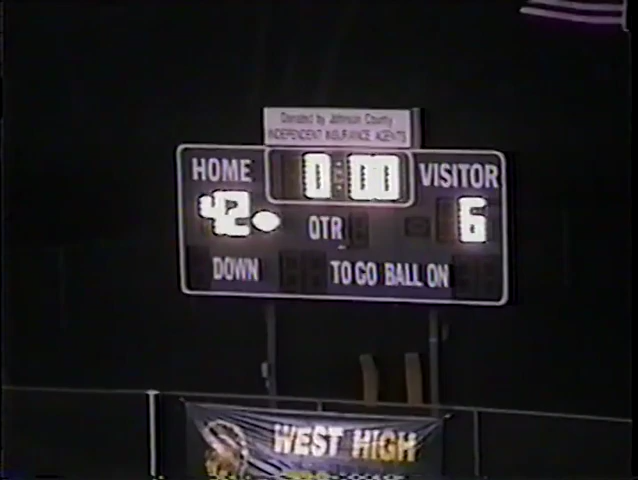 Donated by Johnson County
INDEPENDENT INSURANCE AGENTS
HOME 0:00 VISITOR
42 QTR 6
DOWN TO GO BALL ON
WEST HIGH